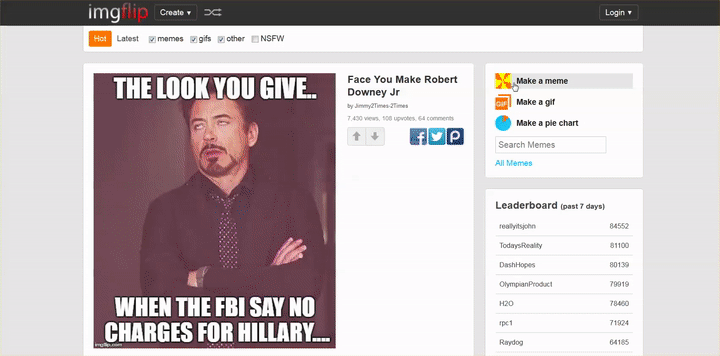 imgflip
Create ▾
Login ▾
Hot
Latest
memes
gifs
other
NSFW
THE LOOK YOU GIVE..
WHEN THE FBI SAY NO
CHARGES FOR HILLARY....
imgflip.com
Face You Make Robert
Downey Jr
by Jimmy2Times-2Times
7,430 views, 106 upvotes, 64 comments
Make a meme
GIF
Make a gif
Make a pie chart
Search Memes
All Memes
Leaderboard (past 7 days)
reallyitsjohn 84552
TodaysReality 81100
DashHopes 80139
OlympianProduct 79919
H2O 78460
rpc1 71924
Raydog 64185